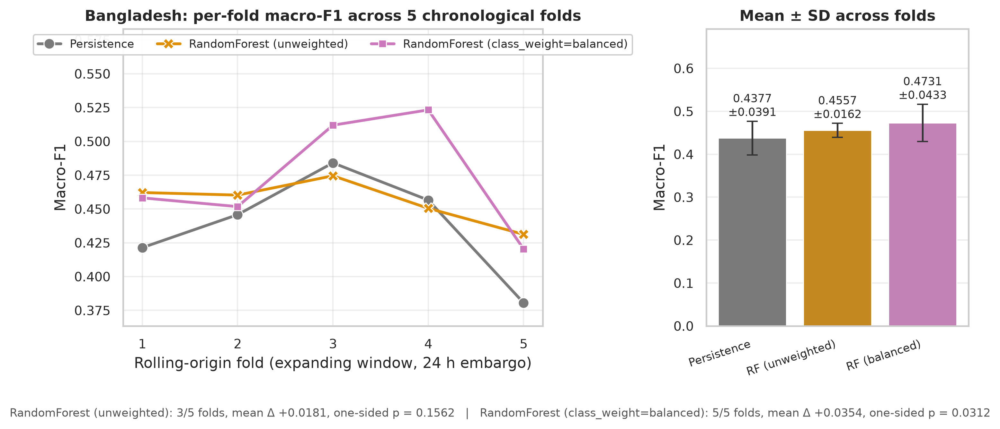 Bangladesh: per-fold macro-F1 across 5 chronological folds
Persistence
RandomForest (unweighted)
RandomForest (class_weight=balanced)
Macro-F1
0.575
0.550
0.525
0.500
0.475
0.450
0.425
0.400
0.375
1 2 3 4 5
Rolling-origin fold (expanding window, 24 h embargo)
Mean ± SD across folds
Macro-F1
0.6
0.5
0.4
0.3
0.2
0.1
0.0
0.4377
±0.0391
0.4557
±0.0162
0.4731
±0.0433
Persistence
RF (unweighted)
RF (balanced)
RandomForest (unweighted): 3/5 folds, mean Δ +0.0181, one-sided p = 0.1562 | RandomForest (class_weight=balanced): 5/5 folds, mean Δ +0.0354, one-sided p = 0.0312